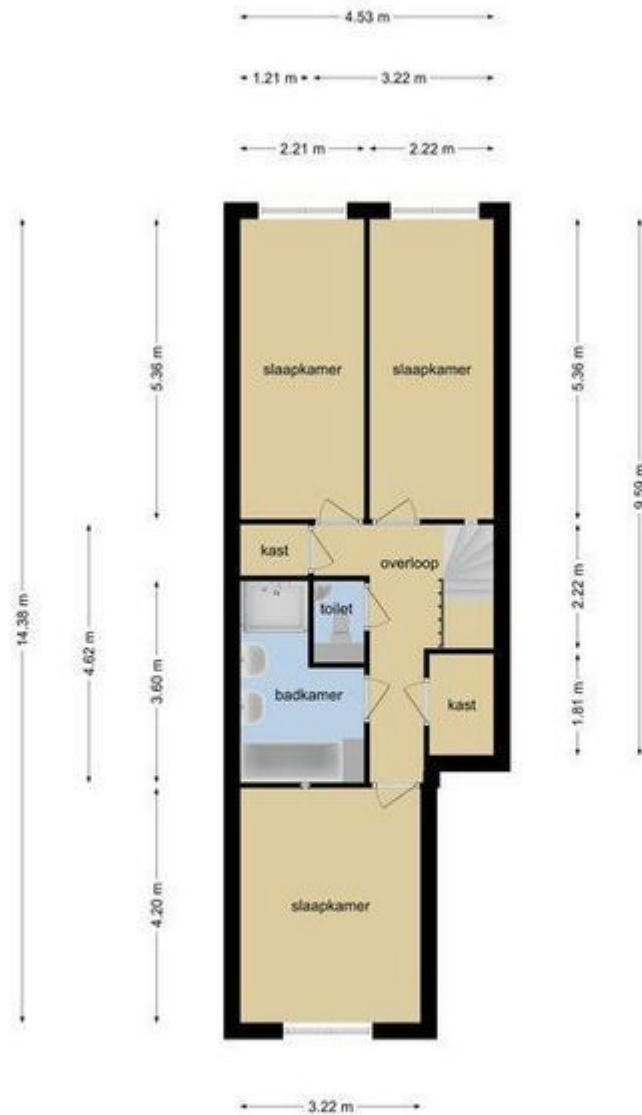 4.53 m
1.21 m
3.22 m
2.21 m
2.22 m
slaapkamer
slaapkamer
5.36 m
5.36 m
9.59 m
14.38 m
4.62 m
kast
overloop
2.22 m
toilet
3.60 m
badkamer
kast
1.81 m
slaapkamer
4.20 m
3.22 m